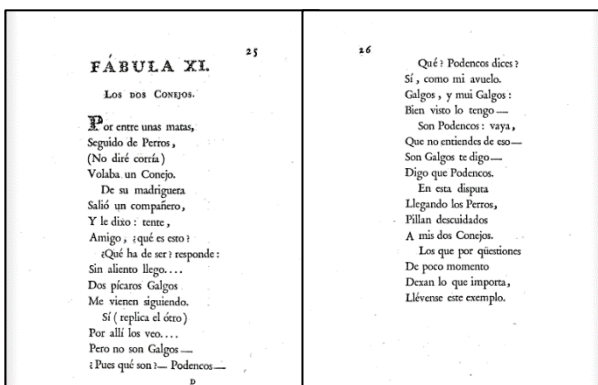 25
FÁBULA XI.
Los dos Conejos.
Por entre unas matas,
Seguido de Perros,
(No diré corría)
Volaba un Conejo.
De su madriguera
Salió un compañero,
Y le dixo: tente,
Amigo, ¿qué es esto?
¿Qué ha de ser? responde:
Sin aliento llego....
Dos pícaros Galgos
Me vienen siguiendo.
Sí (replica el ótro)
Por allí los veo....
Pero no son Galgos—
¿Pues qué son?—Podencos—
D
26
Qué? Podencos dices?
Sí, como mi avuelo.
Galgos, y mui Galgos:
Bien visto lo tengo—
Son Podencos: vaya,
Que no entiendes de eso—
Son Galgos te digo—
Digo que Podencos.
En esta disputa
Llegando los Perros,
Pillan descuidados
A mis dos Conejos.
Los que por qüestiones
De poco momento
Dexan lo que importa,
Llévense este exemplo.